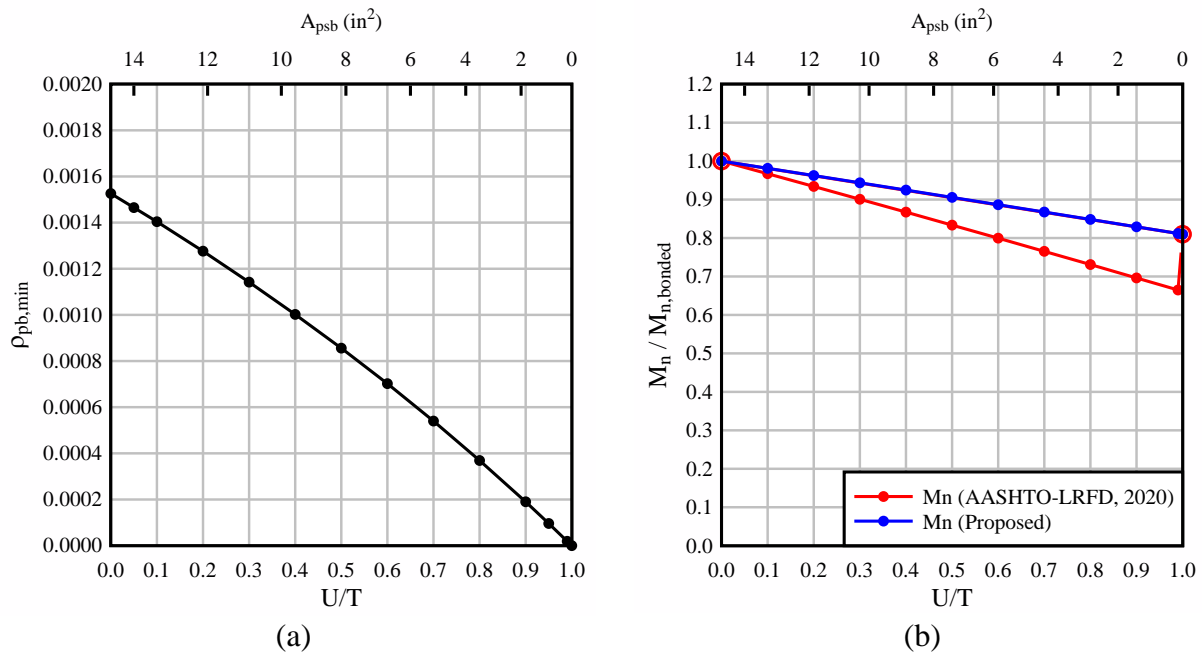 A_psb (in²)
14 12 10 8 6 4 2 0
0.0020
0.0018
0.0016
0.0014
0.0012
0.0010
0.0008
0.0006
0.0004
0.0002
0.0000
ρ_pb,min
0.0 0.1 0.2 0.3 0.4 0.5 0.6 0.7 0.8 0.9 1.0
U/T
(a)
A_psb (in²)
14 12 10 8 6 4 2 0
1.2
1.1
1.0
0.9
0.8
0.7
0.6
0.5
0.4
0.3
0.2
0.1
0.0
M_n / M_n,bonded
Mn (AASHTO-LRFD, 2020)
Mn (Proposed)
0.0 0.1 0.2 0.3 0.4 0.5 0.6 0.7 0.8 0.9 1.0
U/T
(b)